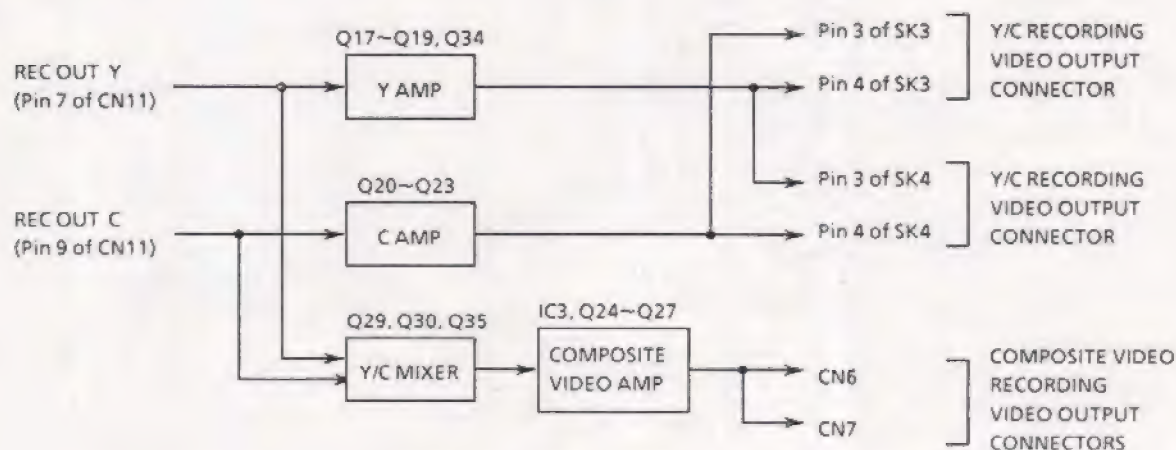 Q17~Q19, Q34
REC OUT Y
(Pin 7 of CN11)
Y AMP
Pin 3 of SK3
Pin 4 of SK3
Y/C RECORDING
VIDEO OUTPUT
CONNECTOR
Q20~Q23
REC OUT C
(Pin 9 of CN11)
C AMP
Pin 3 of SK4
Pin 4 of SK4
Y/C RECORDING
VIDEO OUTPUT
CONNECTOR
Q29, Q30, Q35
Y/C MIXER
IC3, Q24~Q27
COMPOSITE
VIDEO AMP
CN6
CN7
COMPOSITE VIDEO
RECORDING
VIDEO OUTPUT
CONNECTORS